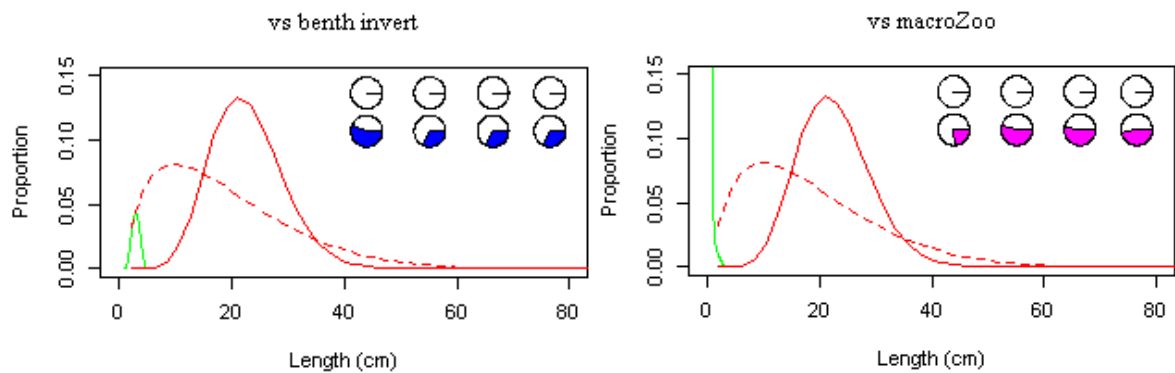 vs benth invert
Proportion
0.15
0.10
0.05
0.00
0 20 40 60 80
Length (cm)
vs macroZoo
Proportion
0.15
0.10
0.05
0.00
0 20 40 60 80
Length (cm)